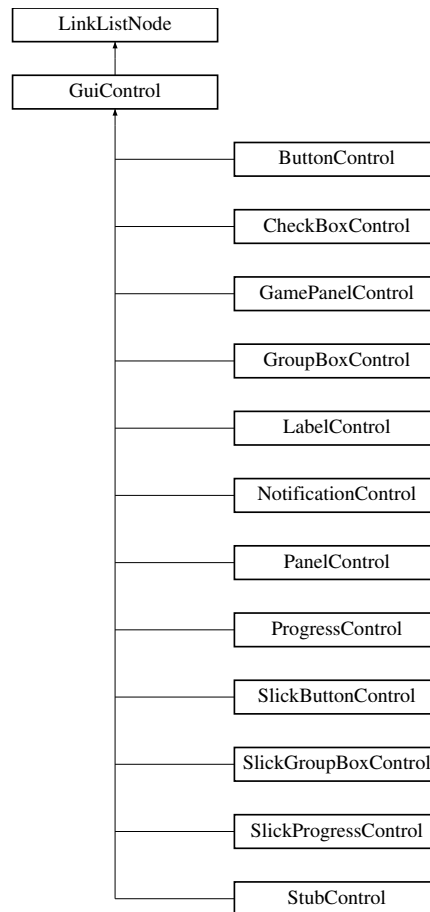 LinkListNode
GuiControl
ButtonControl
CheckBoxControl
GamePanelControl
GroupBoxControl
LabelControl
NotificationControl
PanelControl
ProgressControl
SlickButtonControl
SlickGroupBoxControl
SlickProgressControl
StubControl